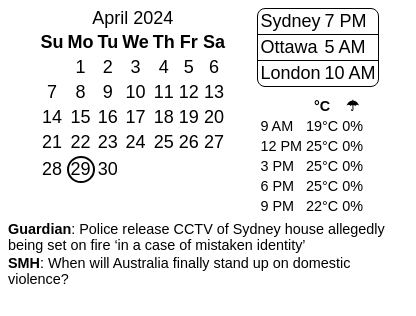 April 2024
Su Mo Tu We Th Fr Sa
1 2 3 4 5 6
7 8 9 10 11 12 13
14 15 16 17 18 19 20
21 22 23 24 25 26 27
28 29 30
Sydney 7 PM
Ottawa 5 AM
London 10 AM
°C ☂
9 AM 19°C 0%
12 PM 25°C 0%
3 PM 25°C 0%
6 PM 25°C 0%
9 PM 22°C 0%
Guardian: Police release CCTV of Sydney house allegedly
being set on fire ‘in a case of mistaken identity’
SMH: When will Australia finally stand up on domestic
violence?